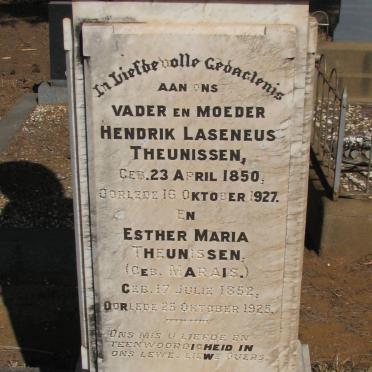 In Liefdevolle Gedachtenis
AAN ONS
VADER EN MOEDER
HENDRIK LASENEUS
THEUNISSEN,
GEB. 23 APRIL 1850,
OORLEDE 16 OKTOBER 1927.
EN
ESTHER MARIA
THEUNISSEN,
(GEB. MARAIS.)
GEB. 17 JULIE 1852,
OORLEDE 25 OKTOBER 1925.
ONS MIS U LIEFDE EN
TEENWOORDIGHEID IN
ONS LEWE, LIEWE OUERS.